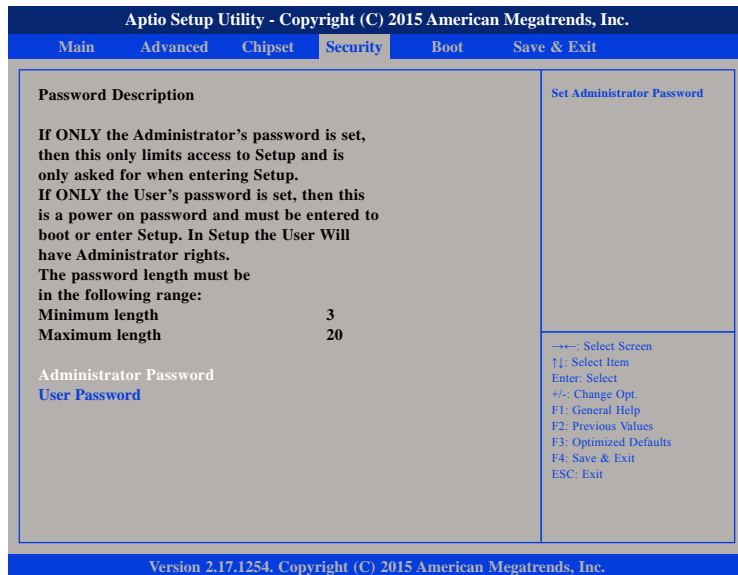 Aptio Setup Utility - Copyright (C) 2015 American Megatrends, Inc.
Main Advanced Chipset Security Boot Save & Exit
Password Description
If ONLY the Administrator's password is set,
then this only limits access to Setup and is
only asked for when entering Setup.
If ONLY the User's password is set, then this
is a power on password and must be entered to
boot or enter Setup. In Setup the User Will
have Administrator rights.
The password length must be
in the following range:
Minimum length 3
Maximum length 20
Administrator Password
User Password
Set Administrator Password
→←: Select Screen
↑↓: Select Item
Enter: Select
+/-: Change Opt.
F1: General Help
F2: Previous Values
F3: Optimized Defaults
F4: Save & Exit
ESC: Exit
Version 2.17.1254. Copyright (C) 2015 American Megatrends, Inc.